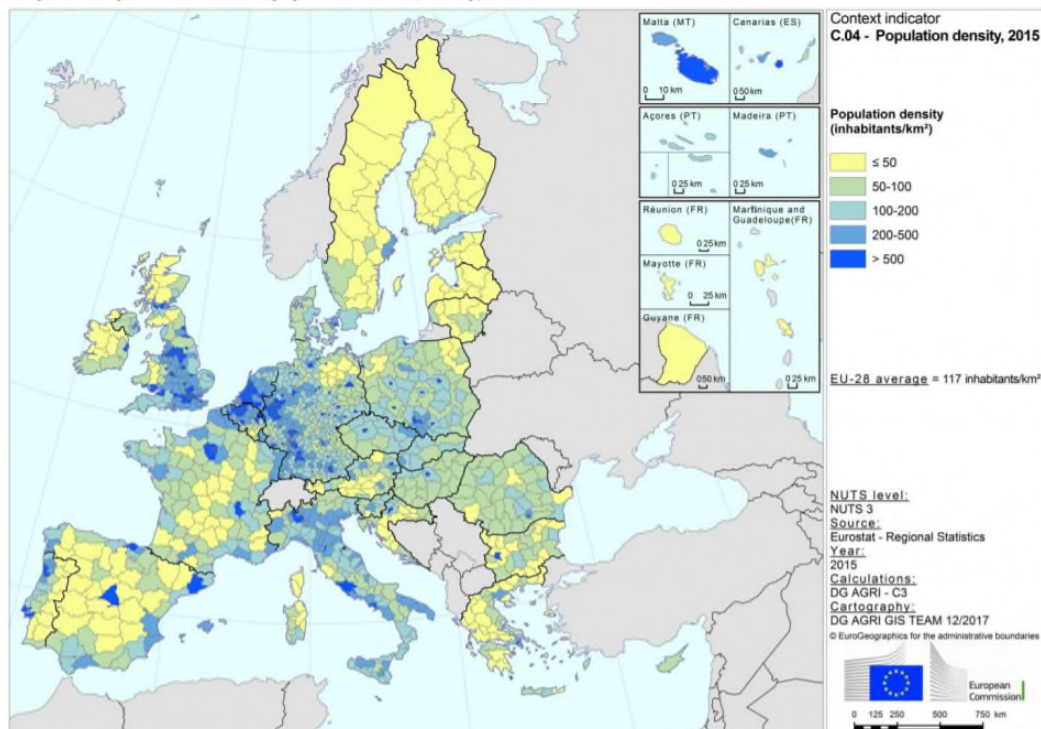 Malta (MT)
0 10 km
Canarias (ES)
0 50 km
Açores (PT)
0 25 km
Madeira (PT)
0 25 km
Réunion (FR)
0 25 km
Martinique and
Guadeloupe(FR)
0 25 km
Mayotte (FR)
0 25 km
Guyane (FR)
0 50 km
Context indicator
C.04 - Population density, 2015
Population density
(inhabitants/km²)
≤ 50
50-100
100-200
200-500
> 500
EU-28 average = 117 inhabitants/km²
NUTS level:
NUTS 3
Source:
Eurostat - Regional Statistics
Year:
2015
Calculations:
DG AGRI - C3
Cartography:
DG AGRI GIS TEAM 12/2017
© EuroGeographics for the administrative boundaries
European
Commission
0 125 250 500 750 km